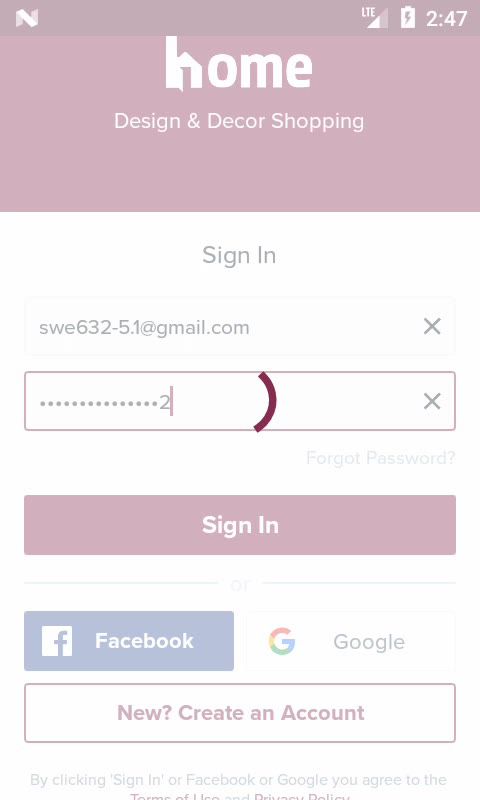 LTE 2:47
home
Design & Decor Shopping
Sign In
swe632-5.1@gmail.com
•••••••••••••••2
Forgot Password?
Sign In
or
Facebook Google
New? Create an Account
By clicking 'Sign In' or Facebook or Google you agree to the
Terms of Use and Privacy Policy